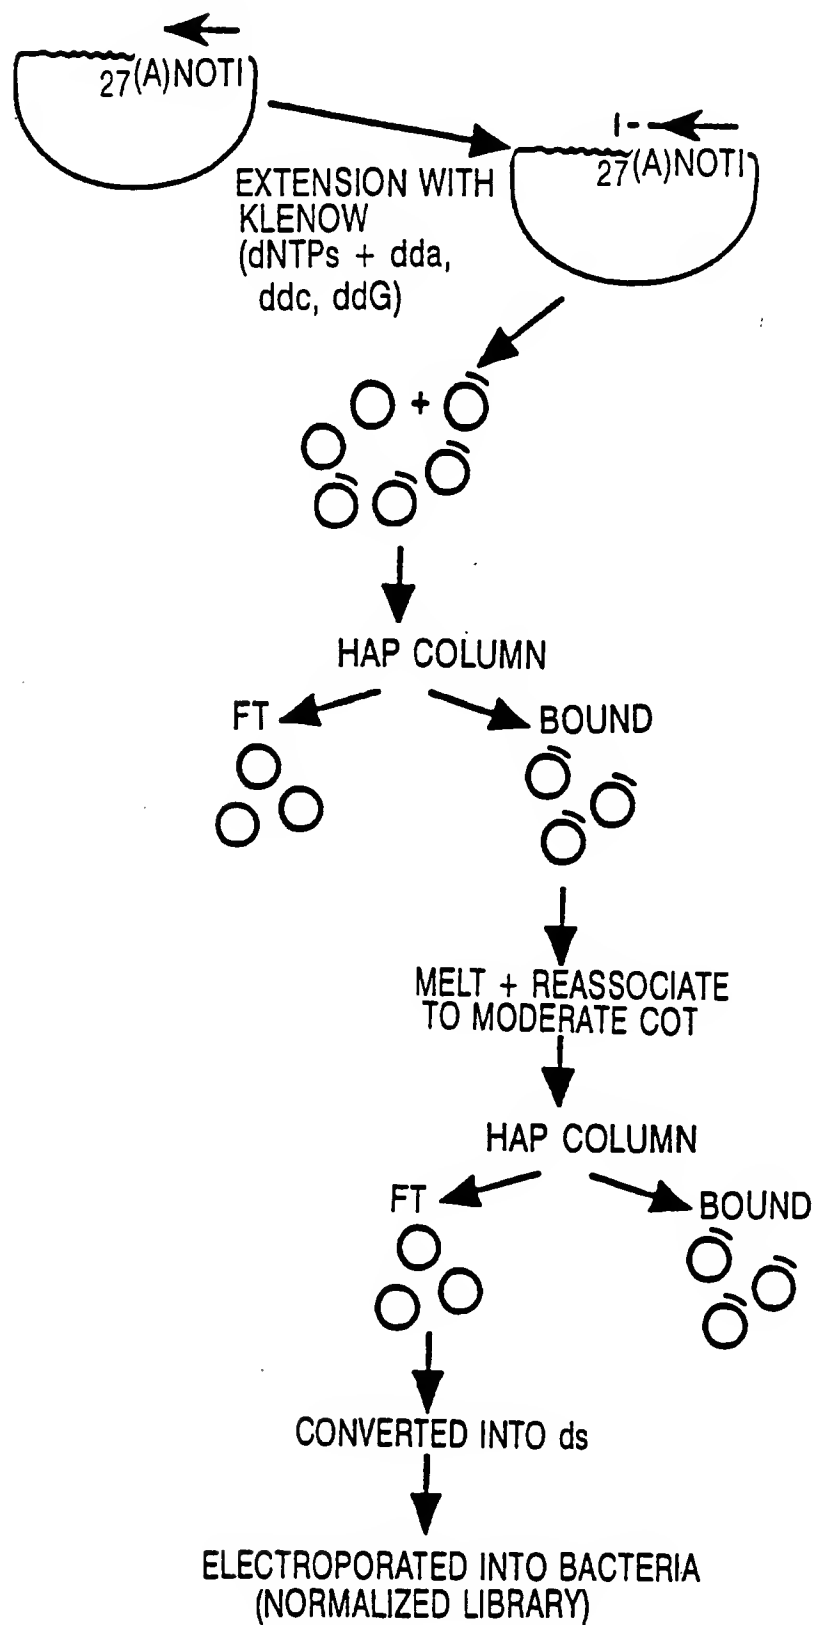 27(A)NOTI
27(A)NOTI
EXTENSION WITH
KLENOW
(dNTPs + dda,
ddc, ddG)
+
HAP COLUMN
FT
BOUND
MELT + REASSOCIATE
TO MODERATE COT
HAP COLUMN
FT
BOUND
CONVERTED INTO ds
ELECTROPORATED INTO BACTERIA
(NORMALIZED LIBRARY)